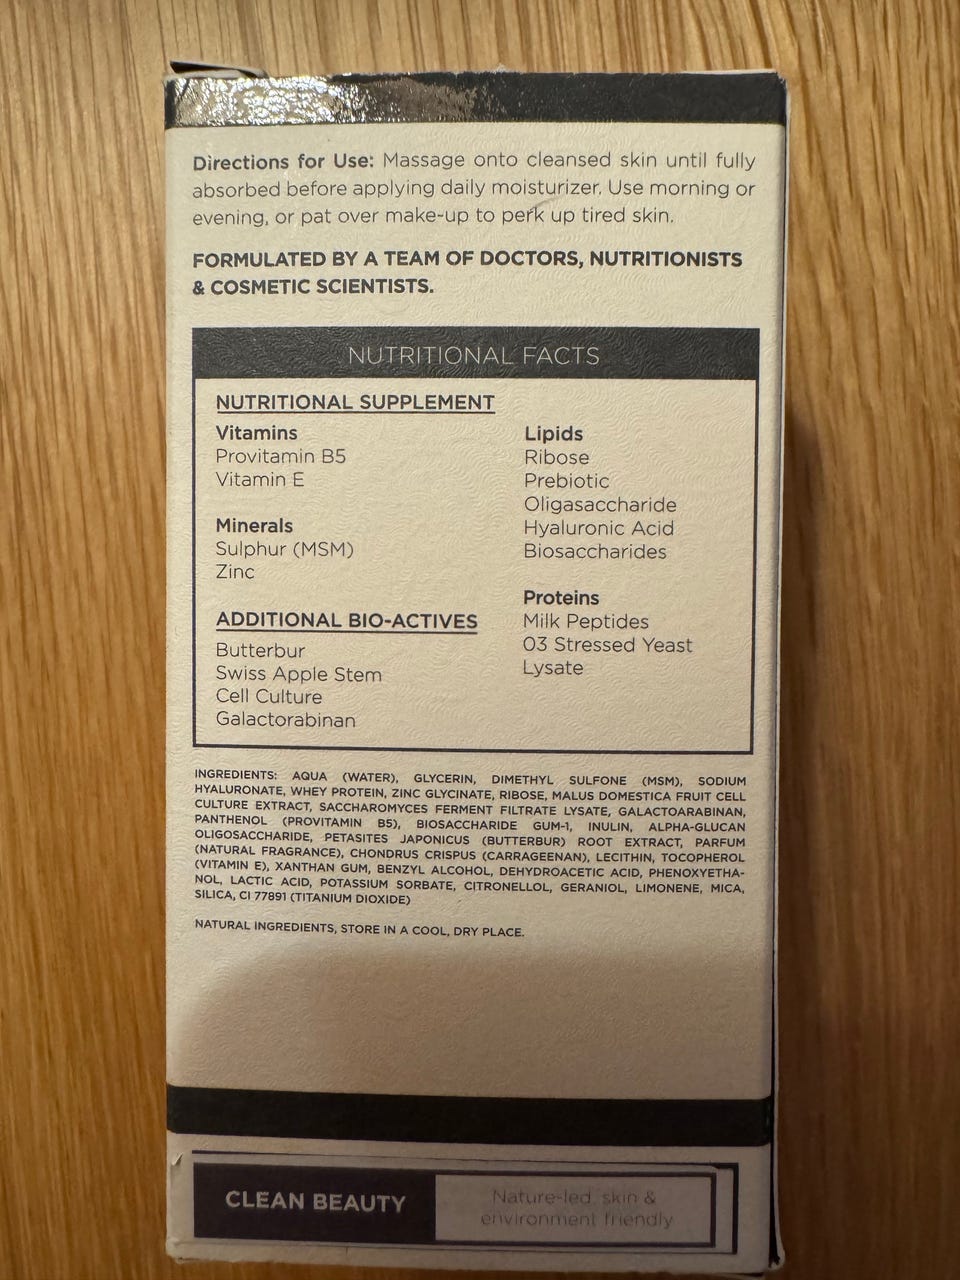 Directions for Use: Massage onto cleansed skin until fully
absorbed before applying daily moisturizer. Use morning or
evening, or pat over make-up to perk up tired skin.
FORMULATED BY A TEAM OF DOCTORS, NUTRITIONISTS
& COSMETIC SCIENTISTS.
NUTRITIONAL FACTS
NUTRITIONAL SUPPLEMENT
Vitamins
Provitamin B5
Vitamin E
Minerals
Sulphur (MSM)
Zinc
ADDITIONAL BIO-ACTIVES
Butterbur
Swiss Apple Stem
Cell Culture
Galactorabinan
Lipids
Ribose
Prebiotic
Oligasaccharide
Hyaluronic Acid
Biosaccharides
Proteins
Milk Peptides
03 Stressed Yeast
Lysate
INGREDIENTS: AQUA (WATER), GLYCERIN, DIMETHYL SULFONE (MSM), SODIUM
HYALURONATE, WHEY PROTEIN, ZINC GLYCINATE, RIBOSE, MALUS DOMESTICA FRUIT CELL
CULTURE EXTRACT, SACCHAROMYCES FERMENT FILTRATE LYSATE, GALACTOARABINAN,
PANTHENOL (PROVITAMIN B5), BIOSACCHARIDE GUM-1, INULIN, ALPHA-GLUCAN
OLIGOSACCHARIDE, PETASITES JAPONICUS (BUTTERBUR) ROOT EXTRACT, PARFUM
(NATURAL FRAGRANCE), CHONDRUS CRISPUS (CARRAGEENAN), LECITHIN, TOCOPHEROL
(VITAMIN E), XANTHAN GUM, BENZYL ALCOHOL, DEHYDROACETIC ACID, PHENOXYETHA-
NOL, LACTIC ACID, POTASSIUM SORBATE, CITRONELLOL, GERANIOL, LIMONENE, MICA,
SILICA, CI 77891 (TITANIUM DIOXIDE)
NATURAL INGREDIENTS, STORE IN A COOL, DRY PLACE.
CLEAN BEAUTY
Nature-led, skin &
environment friendly